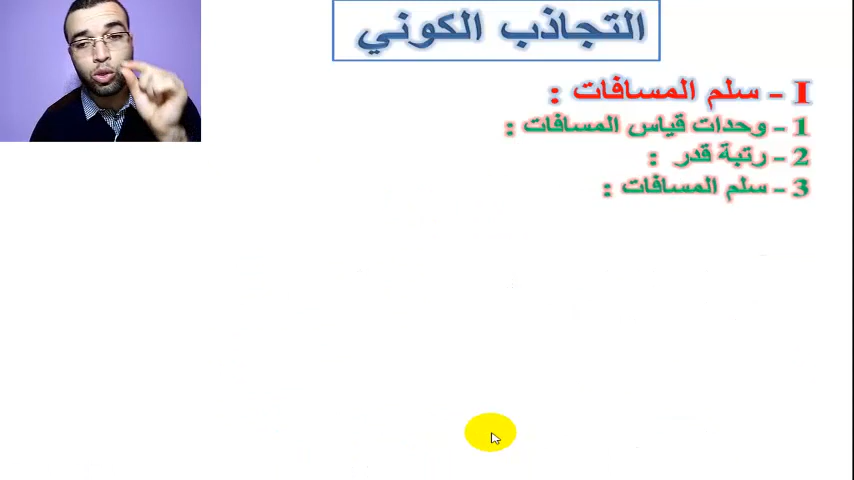 التجاذب الكوني
I - سلم المسافات :
1 - وحدات قياس المسافات :
2 - رتبة قدر :
3 - سلم المسافات :